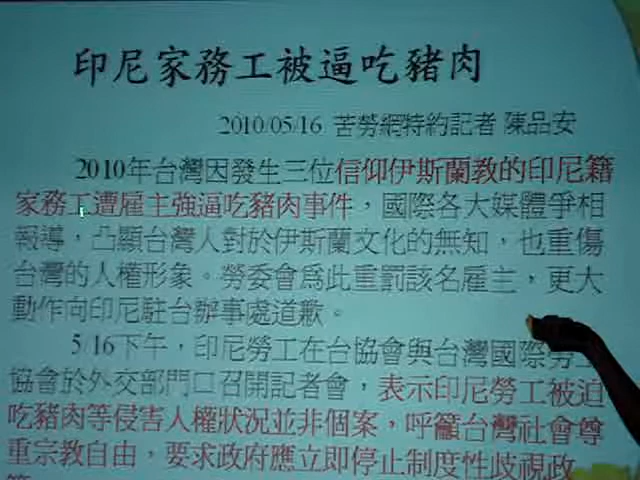 印尼家務工被逼吃豬肉
2010/05/16 苦勞網特約記者 陳品安
2010年台灣因發生三位信仰伊斯蘭教的印尼籍
家務工遭雇主強逼吃豬肉事件，國際各大媒體爭相
報導，凸顯台灣人對於伊斯蘭文化的無知，也重傷
台灣的人權形象。勞委會為此重罰該名雇主，更大
動作向印尼駐台辦事處道歉。
5/16下午，印尼勞工在台協會與台灣國際勞工
協會於外交部門口召開記者會，表示印尼勞工被迫
吃豬肉等侵害人權狀況並非個案，呼籲台灣社會尊
重宗教自由，要求政府應立即停止制度性歧視政